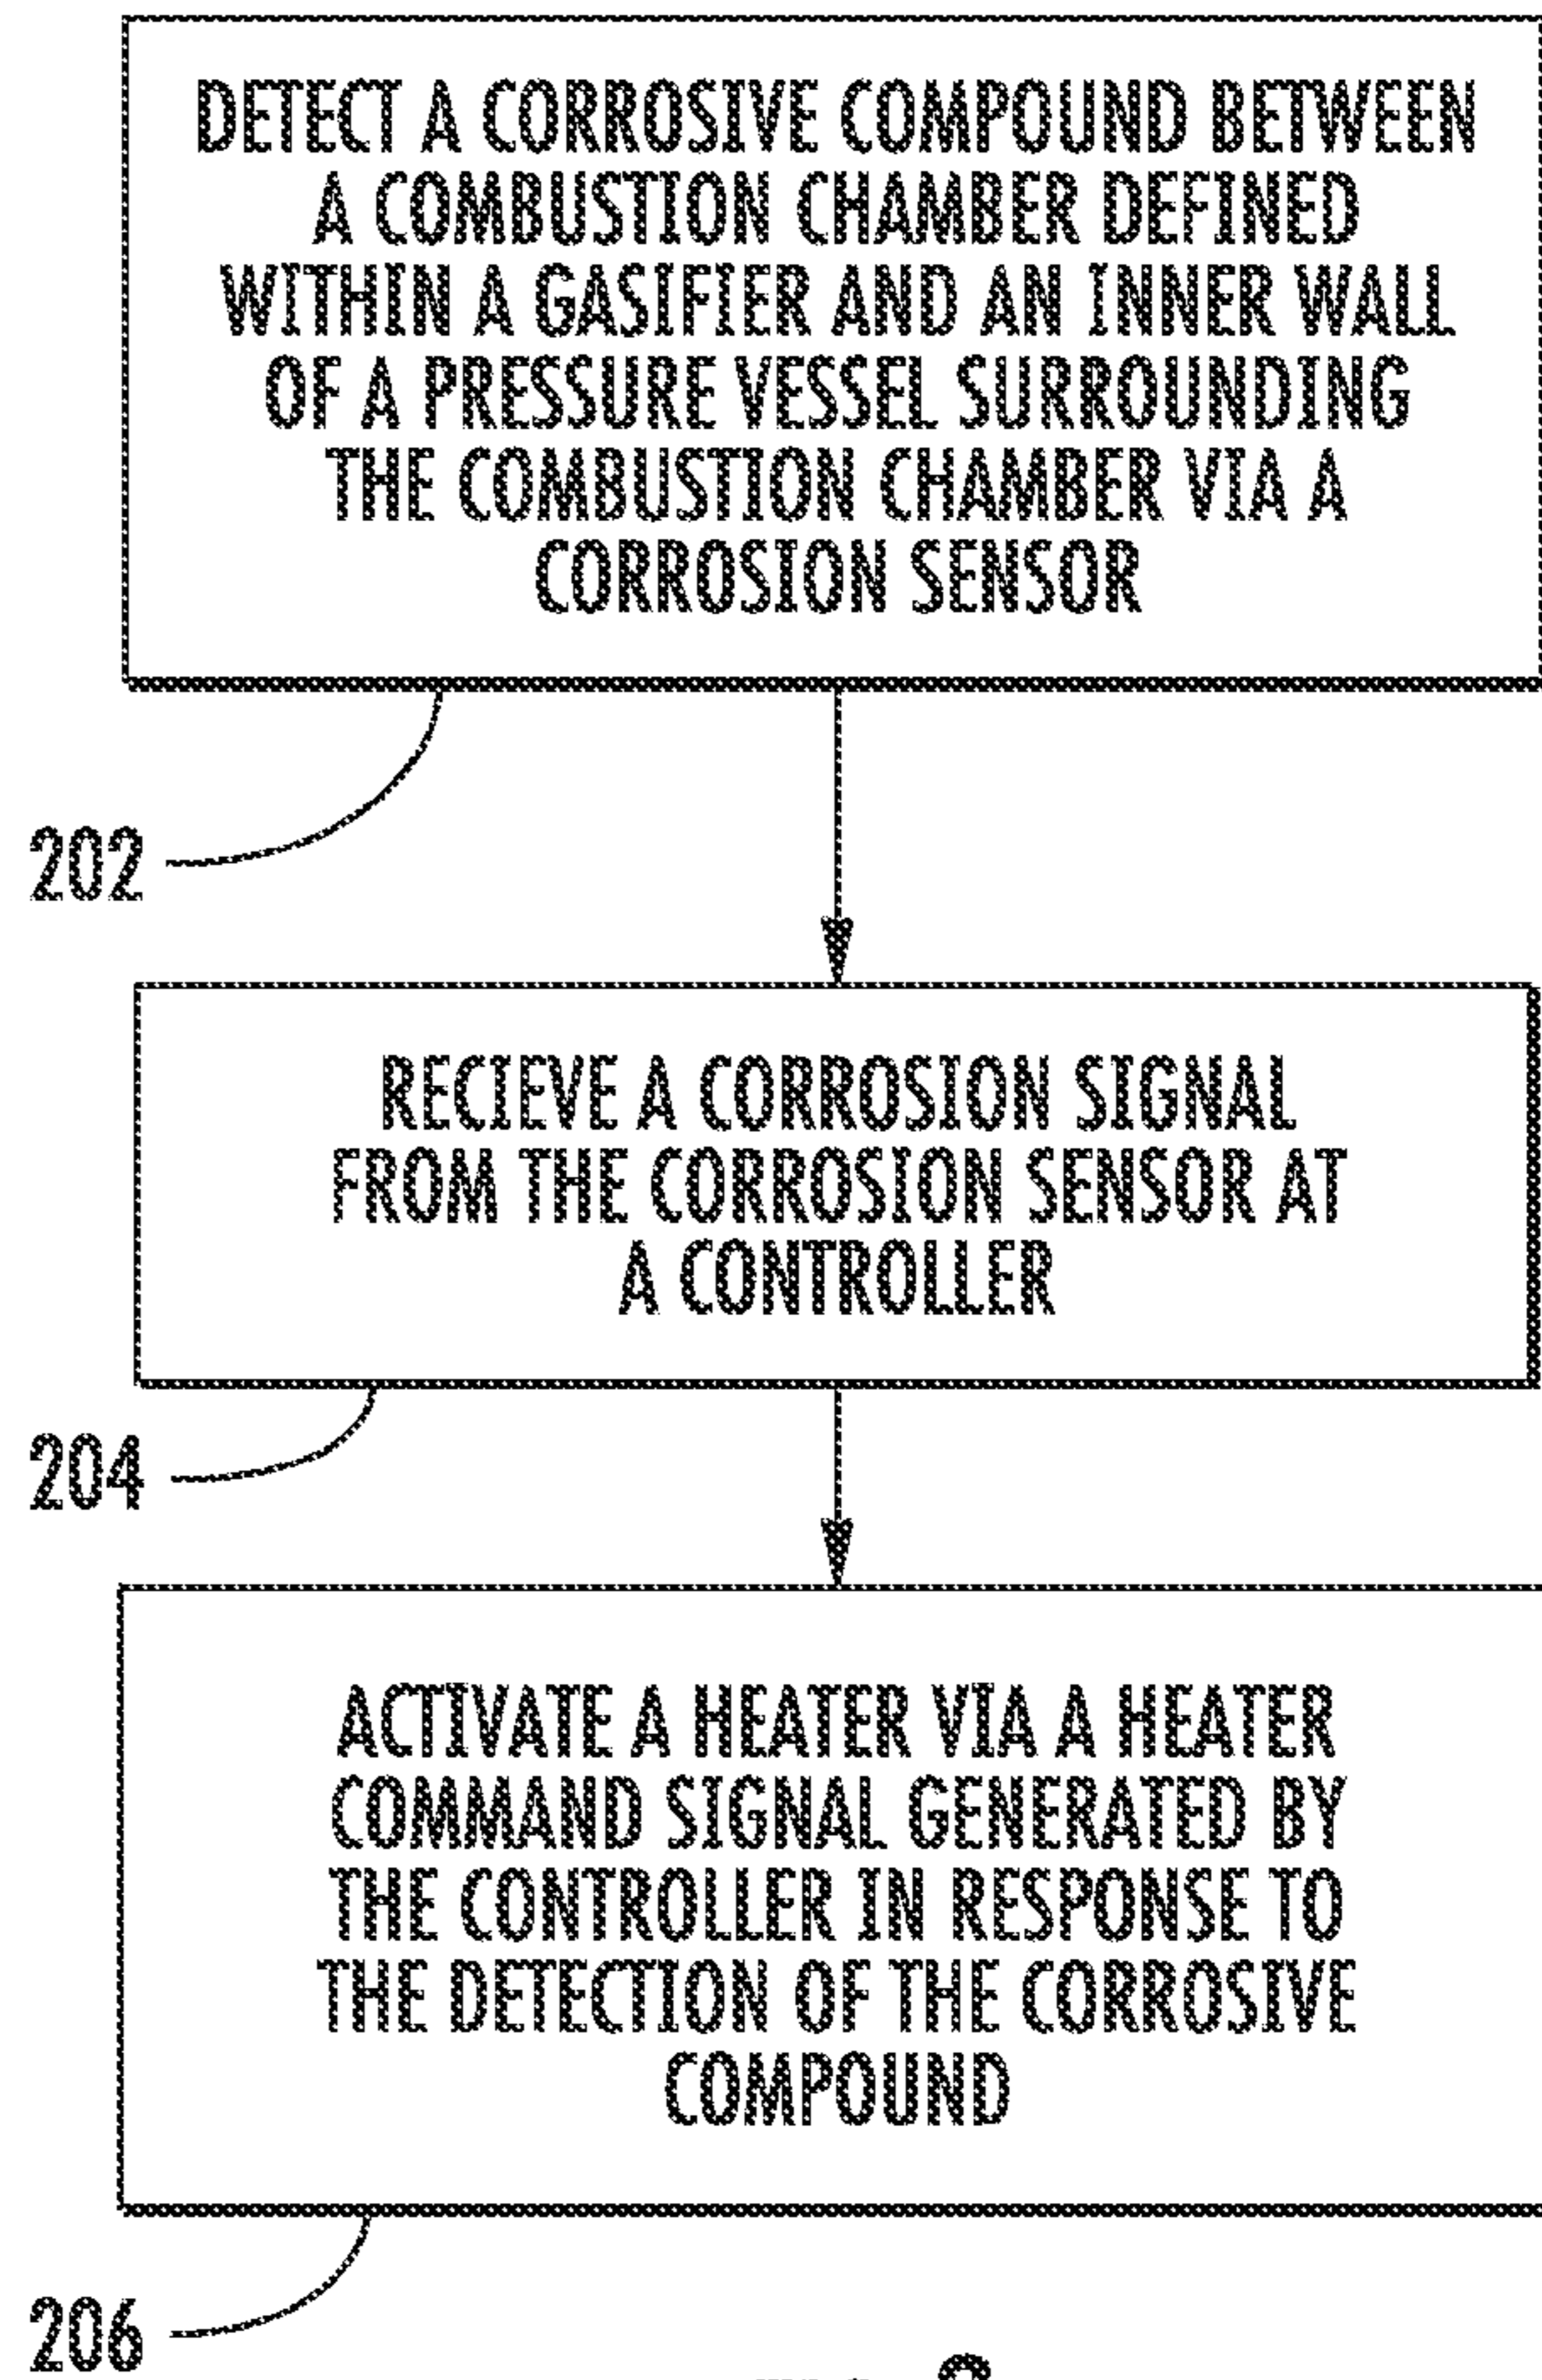 DETECT A CORROSIVE COMPOUND BETWEEN
A COMBUSTION CHAMBER DEFINED
WITHIN A GASIFIER AND AN INNER WALL
OF A PRESSURE VESSEL SURROUNDING
THE COMBUSTION CHAMBER VIA A
CORROSION SENSOR
202
RECIEVE A CORROSION SIGNAL
FROM THE CORROSION SENSOR AT
A CONTROLLER
204
ACTIVATE A HEATER VIA A HEATER
COMMAND SIGNAL GENERATED BY
THE CONTROLLER IN RESPONSE TO
THE DETECTION OF THE CORROSIVE
COMPOUND
206